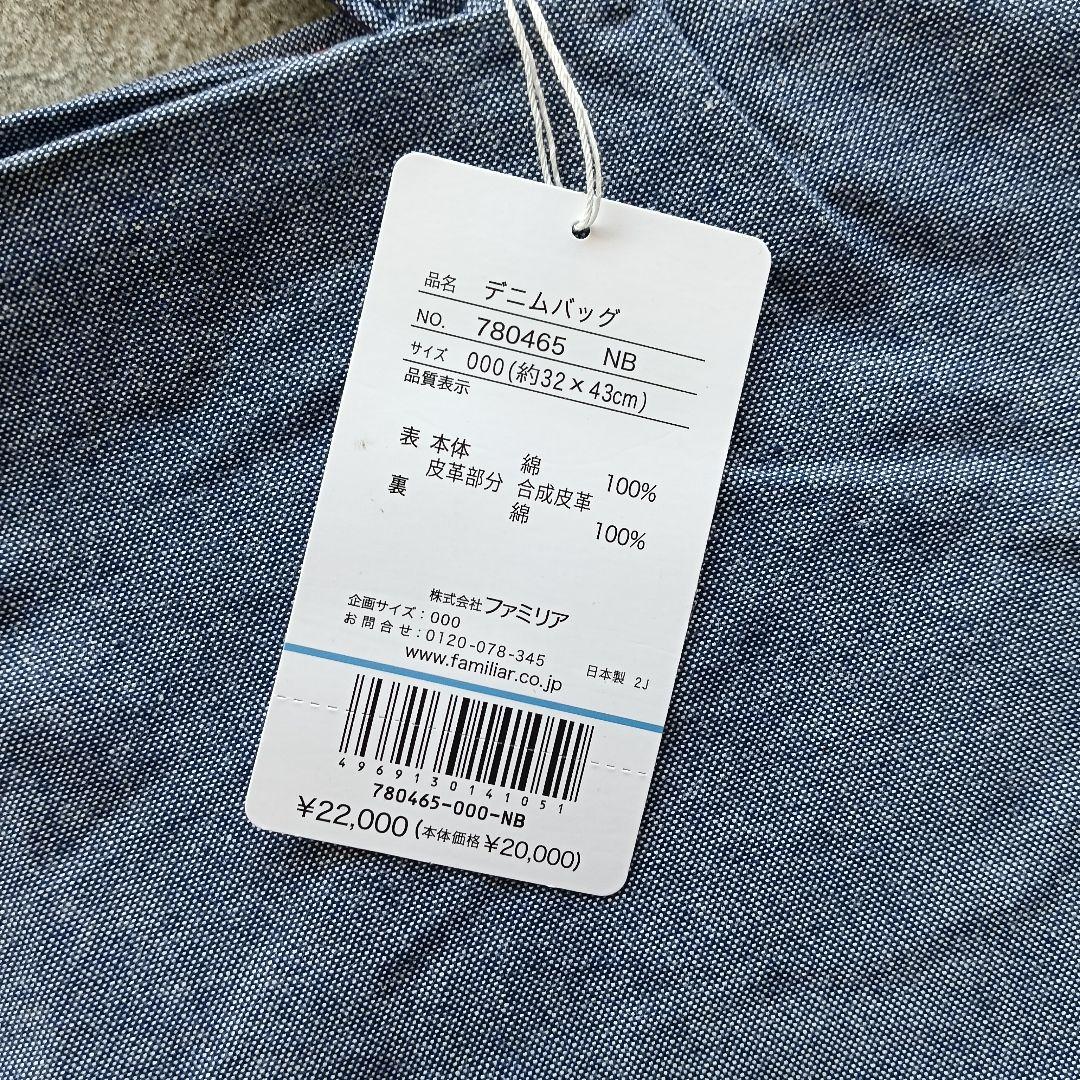 品名 デニムバッグ
NO. 780465 NB
サイズ 000(約32×43cm)
品質表示
表 本体 綿 100%
皮革部分 合成皮革
裏 綿 100%
株式会社ファミリア
企画サイズ:000
お問合せ:0120-078-345
www.familiar.co.jp 日本製 2J
4969130141051
780465-000-NB
¥22,000(本体価格¥20,000)